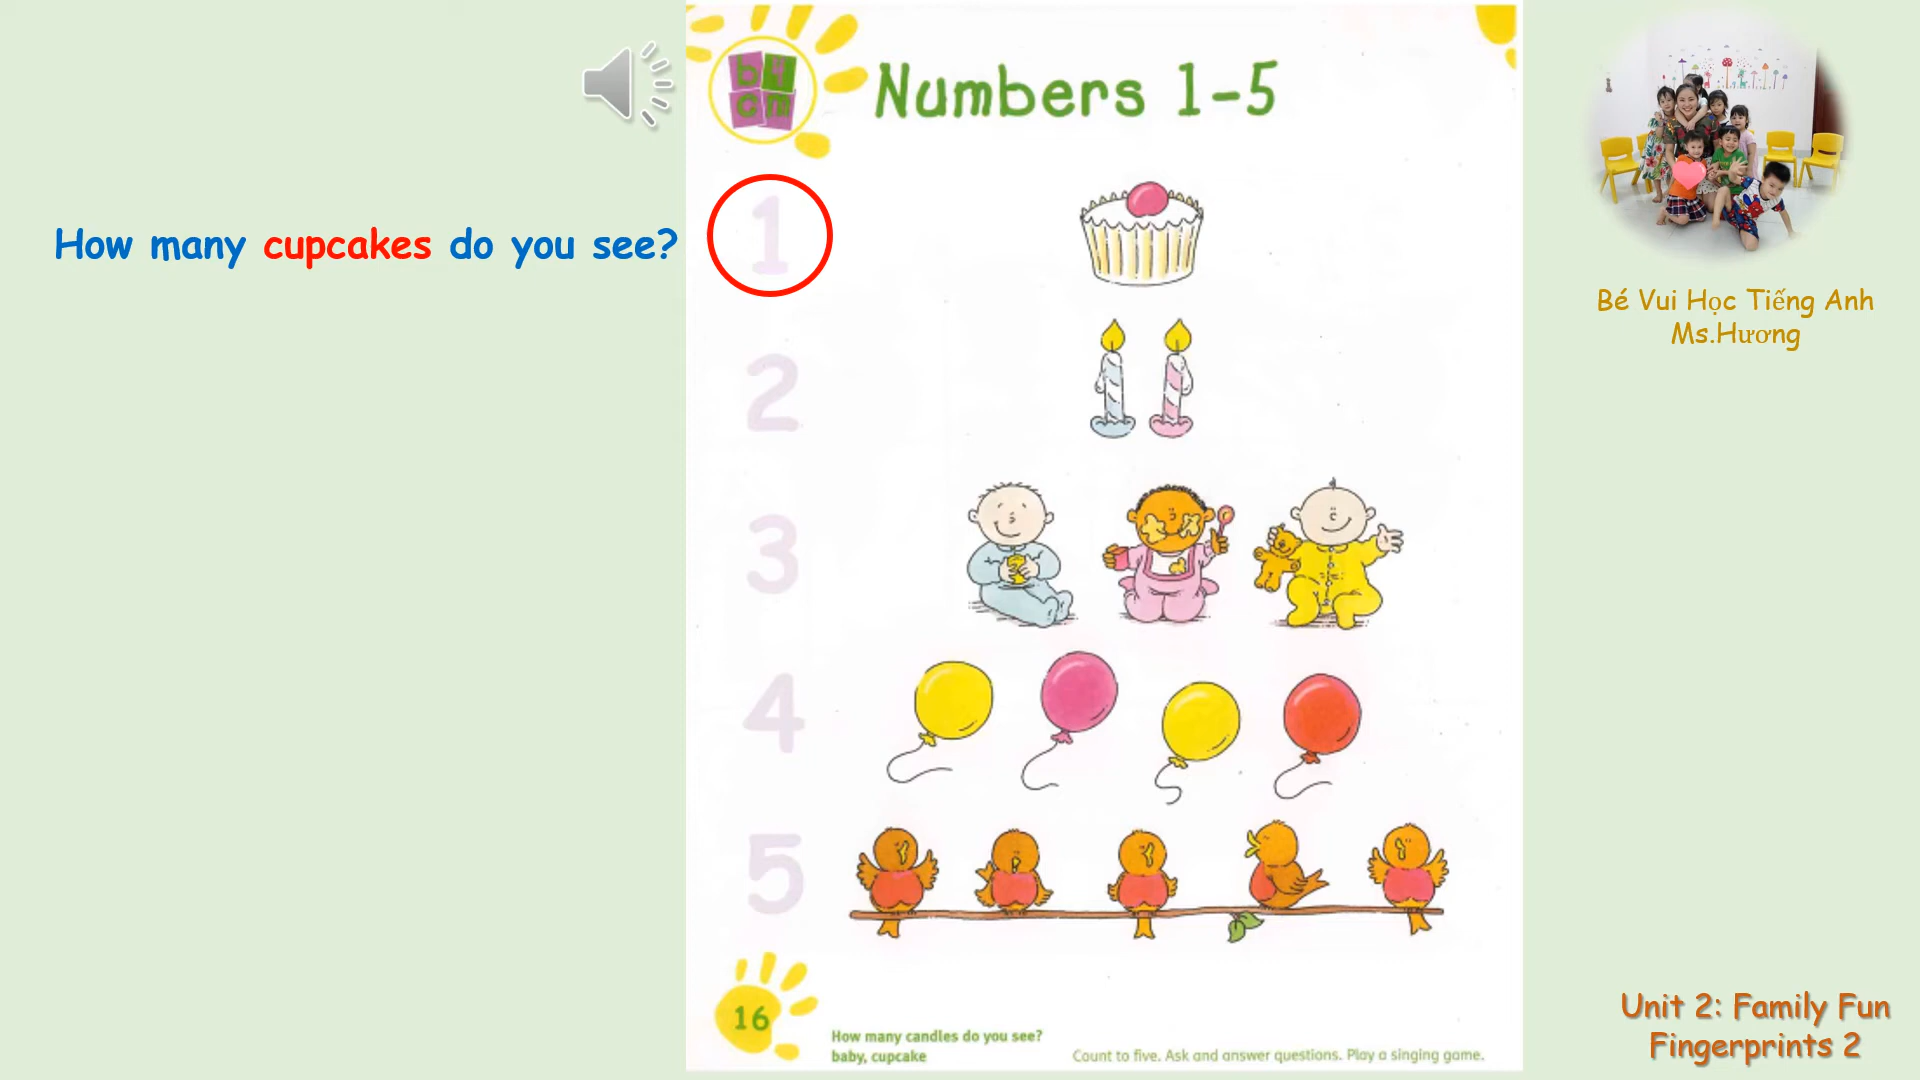 Numbers 1-5
How many cupcakes do you see?
1
2
3
4
5
16
How many candles do you see?
baby, cupcake
Count to five. Ask and answer questions. Play a singing game.
Bé Vui Học Tiếng Anh
Ms.Hương
Unit 2: Family Fun
Fingerprints 2